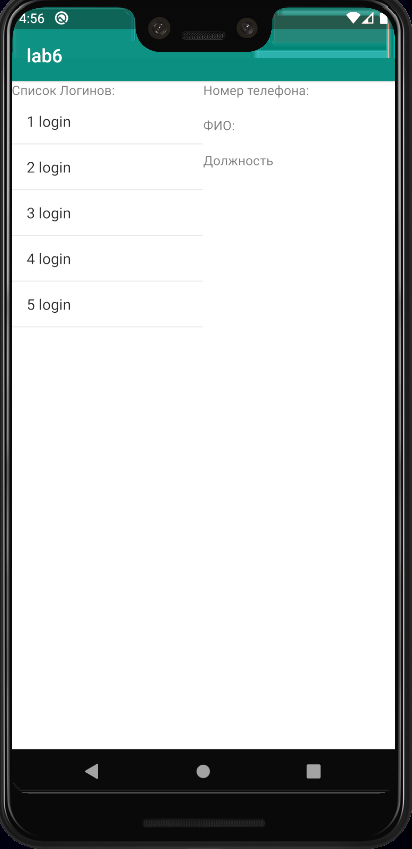 4:56
lab6
Список Логинов:
1 login
2 login
3 login
4 login
5 login
Номер телефона:
ФИО:
Должность